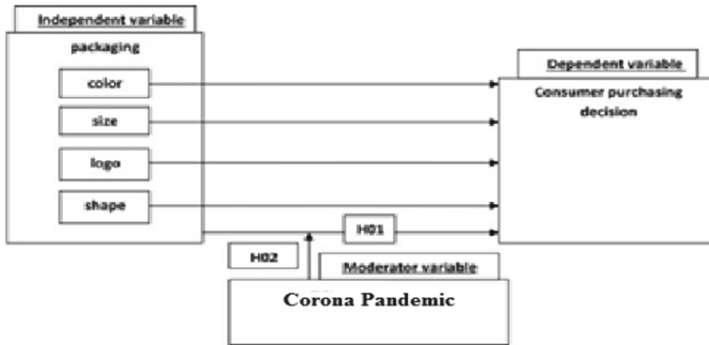 Independent variable
packaging
color
size
logo
shape
Dependent variable
Consumer purchasing
decision
H01
H02
Moderator variable
Corona Pandemic